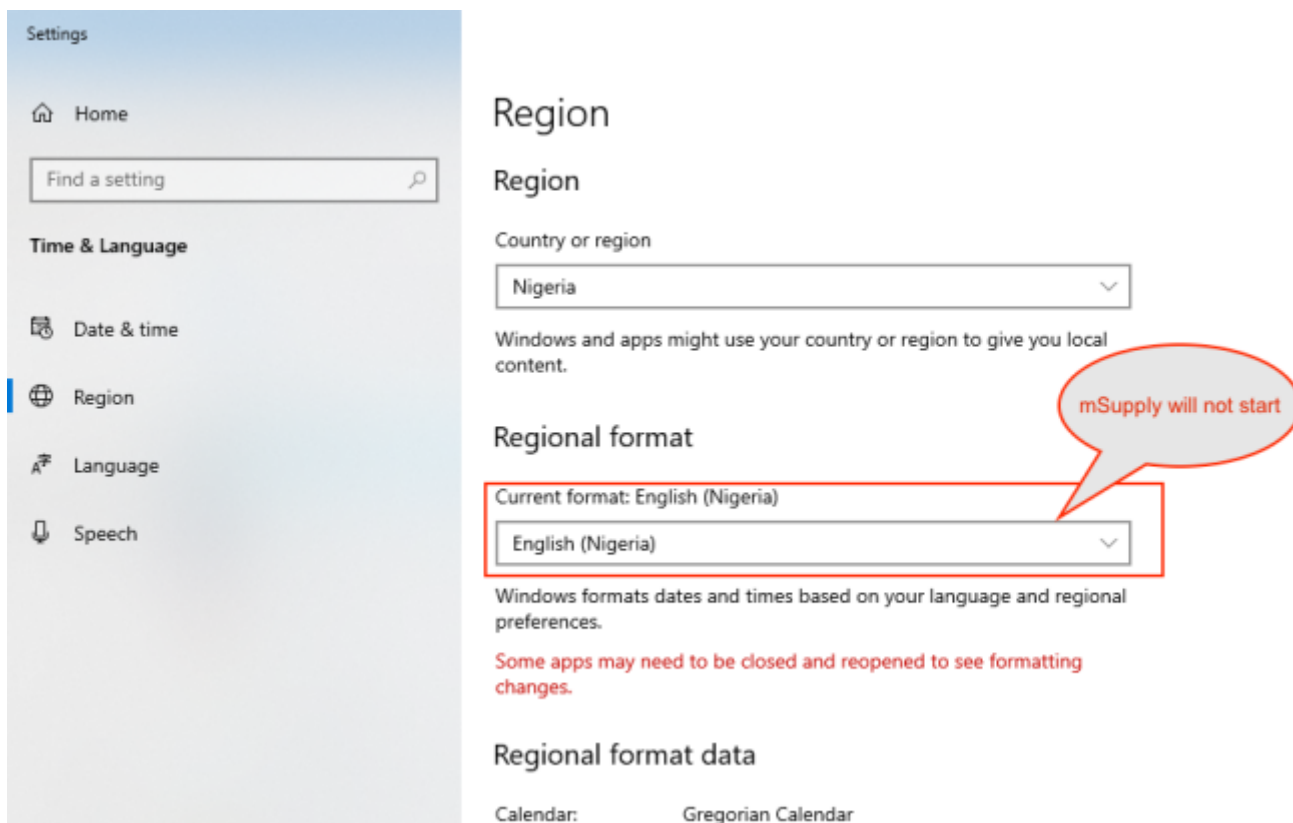 Settings
Home
Find a setting
Time & Language
Date & time
Region
Language
Speech
Region
Region
Country or region
Nigeria
Windows and apps might use your country or region to give you local
content.
mSupply will not start
Regional format
Current format: English (Nigeria)
English (Nigeria)
Windows formats dates and times based on your language and regional
preferences.
Some apps may need to be closed and reopened to see formatting
changes.
Regional format data
Calendar: Gregorian Calendar